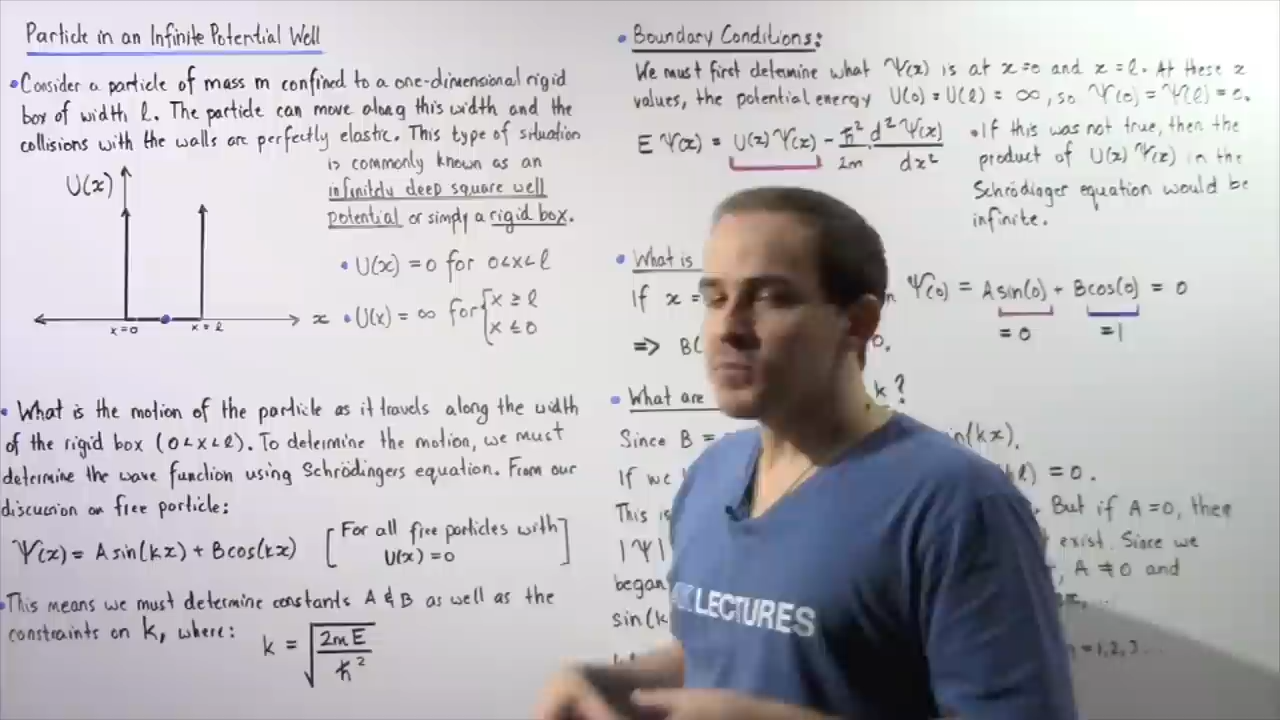 Particle in an Infinite Potential Well
• Consider a particle of mass m confined to a one-dimensional rigid
box of width l. The particle can move along this width and the
collisions with the walls are perfectly elastic. This type of situation
is commonly known as an
infinitely deep square well
potential or simply a rigid box.
U(x)
• U(x) = 0 for 0<x<l
• U(x) = ∞ for { x ≥ l
x ≤ 0
x=0 x=l x
• What is the motion of the particle as it travels along the width
of the rigid box (0<x<l). To determine the motion, we must
determine the wave function using Schrödingers equation. From our
discussion on free particle:
Ψ(x) = A sin(kx) + B cos(kx) [For all free particles with
U(x) = 0]
• This means we must determine constants A & B as well as the
constraints on k, where:
k = √(2mE/ħ²)
• Boundary Conditions:
We must first determine what Ψ(x) is at x=0 and x=l. At these x
values, the potential energy U(0) = U(l) = ∞, so Ψ(0) = Ψ(l) = 0.
E Ψ(x) = U(x)Ψ(x) - ħ²/2m · d²Ψ(x)/dx²
• If this was not true, then the
product of U(x)Ψ(x) in the
Schrödinger equation would be
infinite.
• What is
If x = Ψ(0) = A sin(0) + B cos(0) = 0
= 0 = 1
=> 0.
• What are k?
Since B = (kx).
If we l) = 0.
This is But if A = 0, then
|Ψ| exist. Since we
began A ≠ 0 and
sin(k
= 1, 2, 3 ...
LECTURES